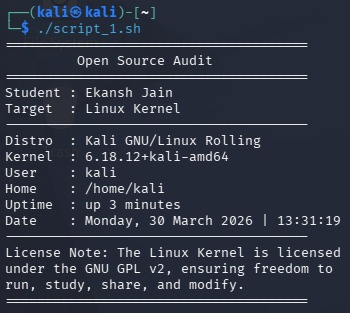 ┌──(kali㉿kali)-[~]
└─$ ./script_1.sh
══════════════════════════════════════
Open Source Audit
══════════════════════════════════════
Student : Ekansh Jain
Target  : Linux Kernel
──────────────────────────────────────
Distro  : Kali GNU/Linux Rolling
Kernel  : 6.18.12+kali-amd64
User    : kali
Home    : /home/kali
Uptime  : up 3 minutes
Date    : Monday, 30 March 2026 | 13:31:19
──────────────────────────────────────
License Note: The Linux Kernel is licensed
under the GNU GPL v2, ensuring freedom to
run, study, share, and modify.
══════════════════════════════════════